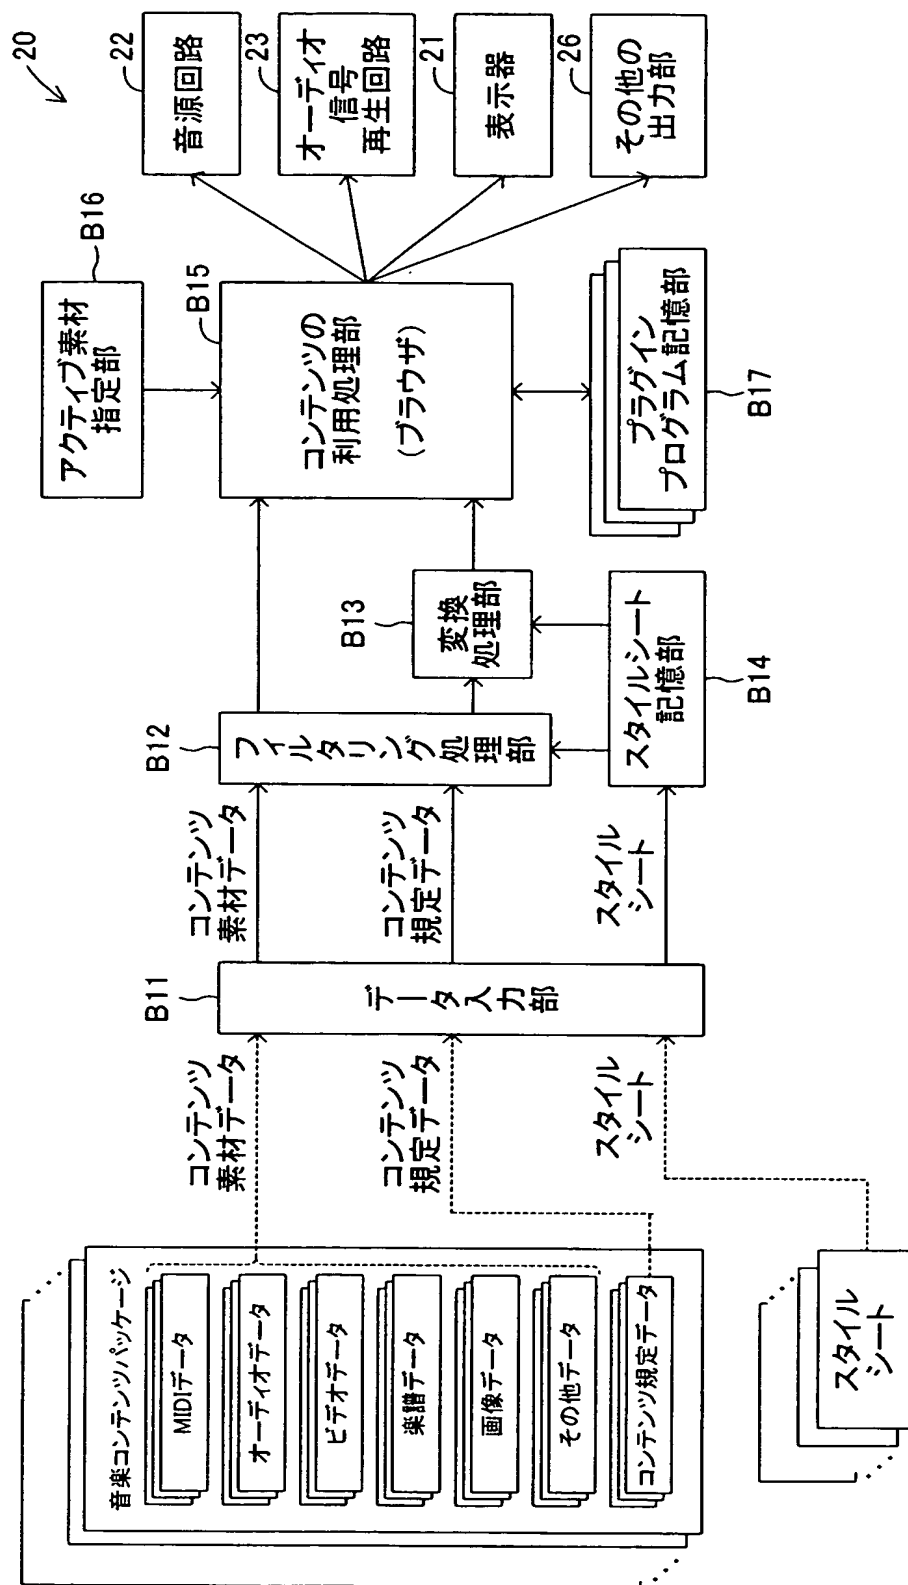 20
音楽コンテンツパッケージ
MIDIデータ
オーディオデータ
ビデオデータ
楽譜データ
画像データ
その他データ
コンテンツ規定データ
スタイル
シート
コンテンツ
素材データ
コンテンツ
規定データ
スタイル
シート
B11
データ入力部
コンテンツ
素材データ
コンテンツ
規定データ
スタイル
シート
B12
フィルタリング処理部
B13
変換
処理部
スタイルシート
記憶部
B14
B16
アクティブ素材
指定部
B15
コンテンツの
利用処理部
(ブラウザ)
プラグイン
プログラム記憶部
B17
22
音源回路
23
オーディオ
信号
再生回路
21
表示器
26
その他の
出力部